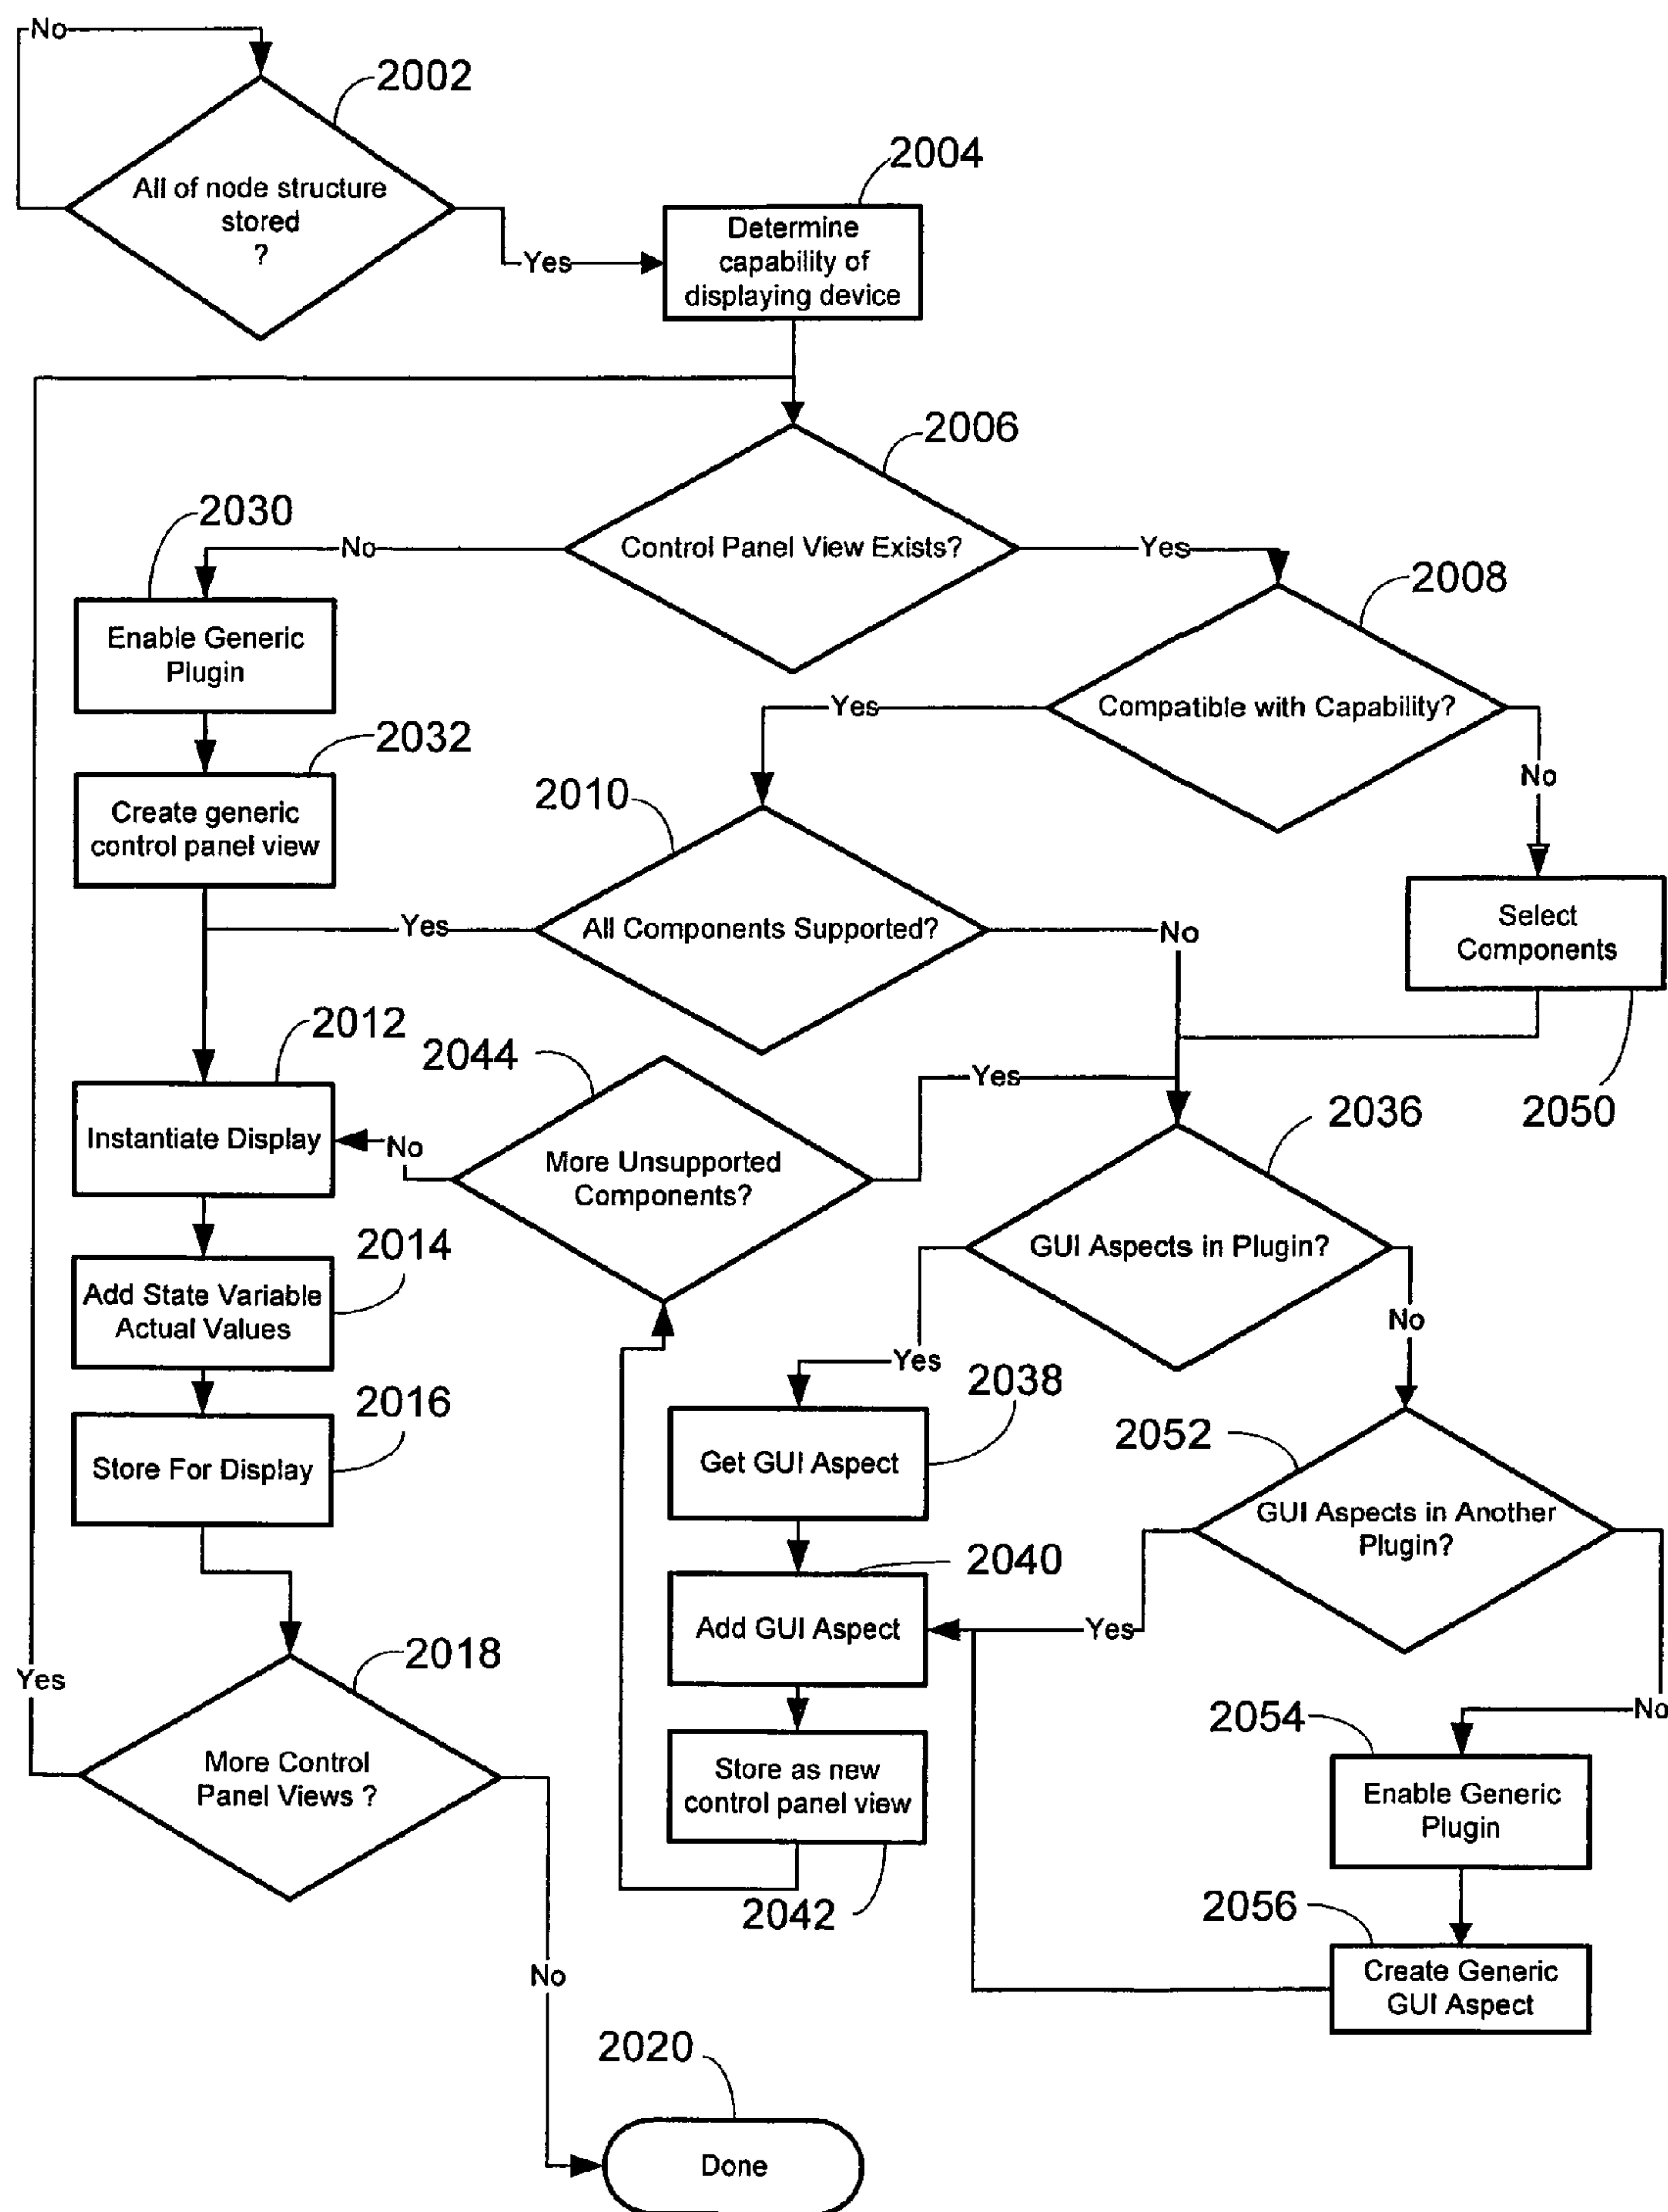 No
2002
All of node structure
stored
?
Yes
2004
Determine
capability of
displaying device
2006
Control Panel View Exists?
No
Yes
2030
Enable Generic
Plugin
2008
Compatible with Capability?
Yes
No
2032
Create generic
control panel view
2010
All Components Supported?
Yes
No
Select
Components
2050
2012
Instantiate Display
2044
More Unsupported
Components?
Yes
No
2036
GUI Aspects in Plugin?
Yes
No
2014
Add State Variable
Actual Values
2016
Store For Display
2038
Get GUI Aspect
2052
GUI Aspects in Another
Plugin?
Yes
No
2040
Add GUI Aspect
2018
More Control
Panel Views ?
Yes
No
Store as new
control panel view
2042
2054
Enable Generic
Plugin
2056
Create Generic
GUI Aspect
2020
Done